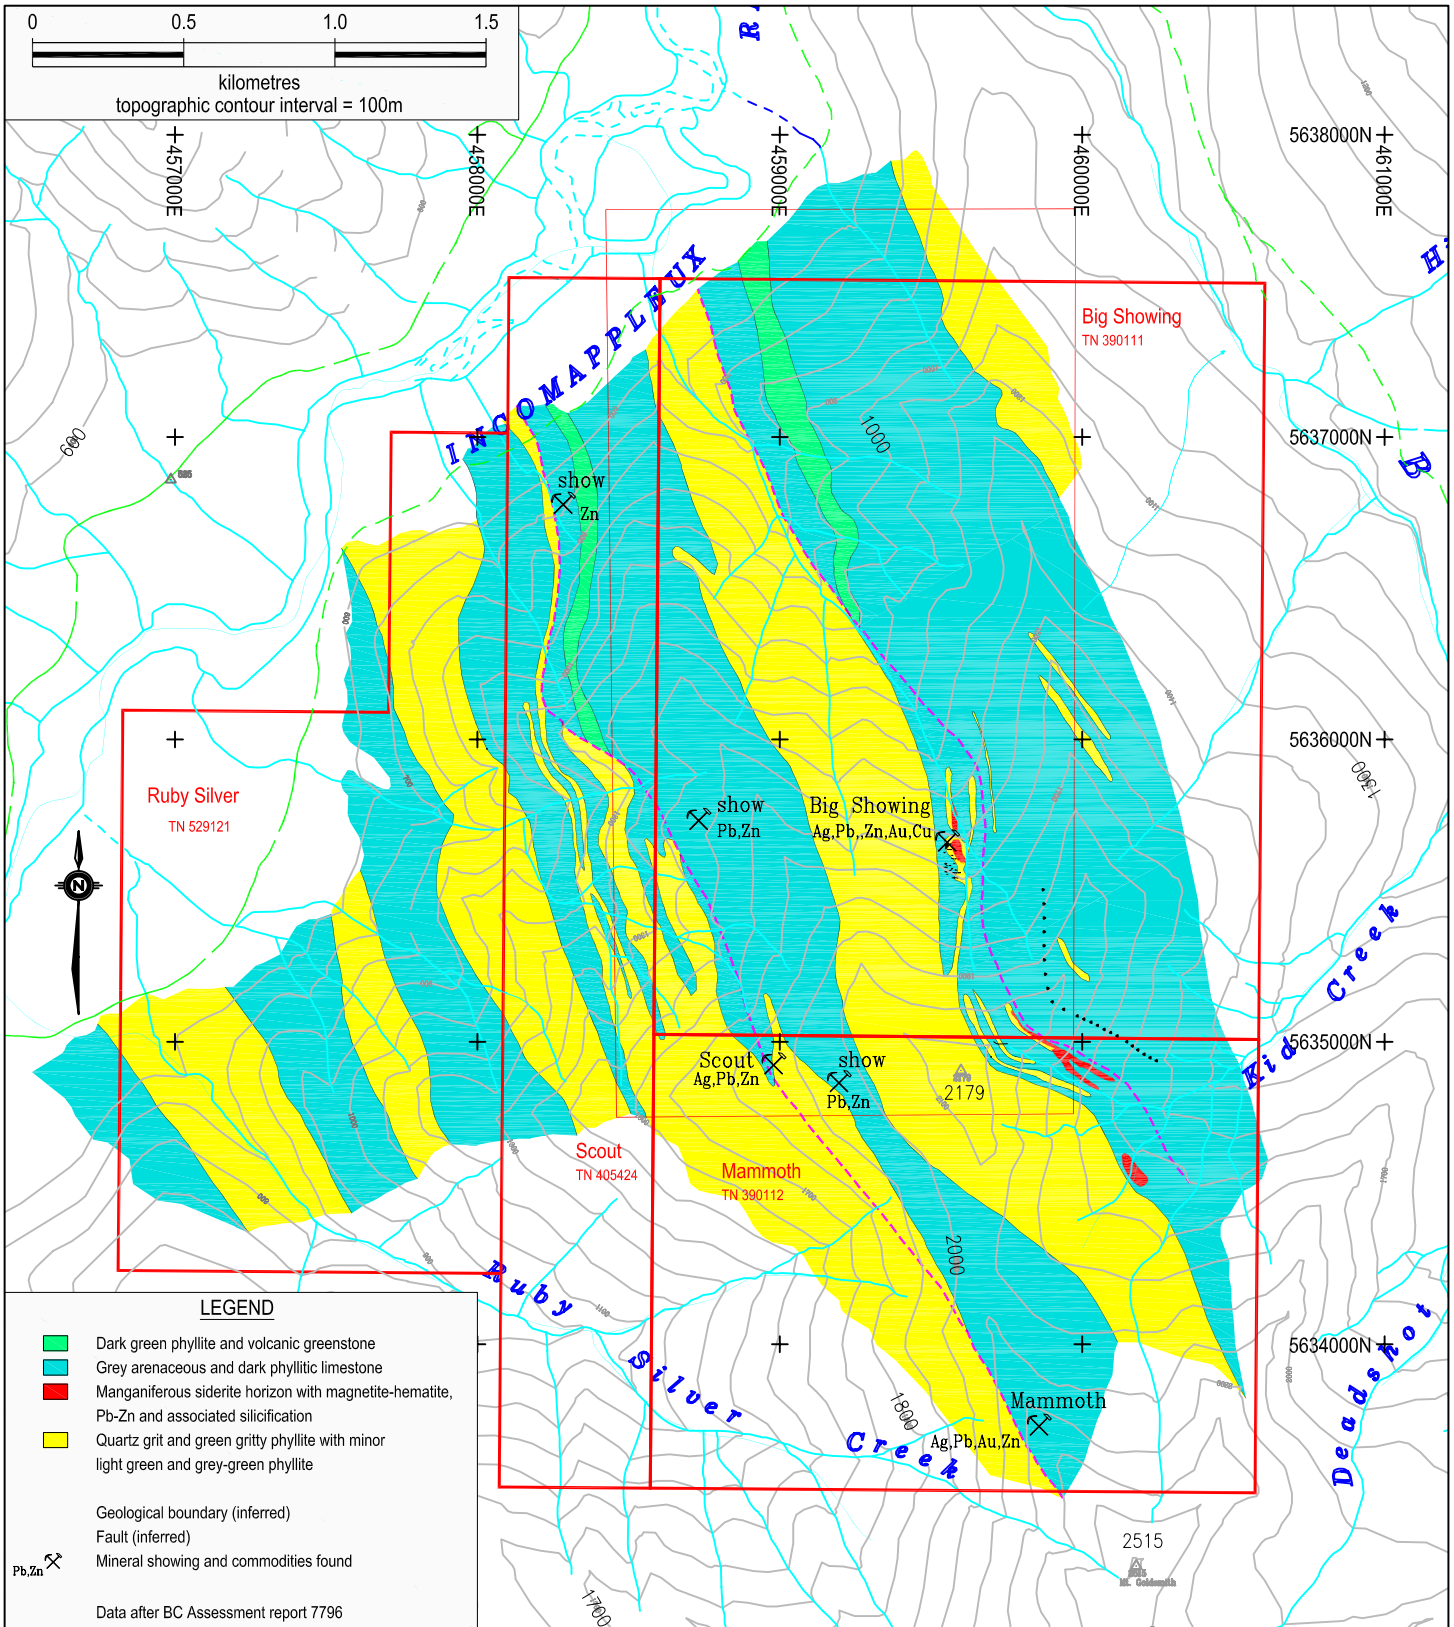 0 0.5 1.0 1.5
kilometres
topographic contour interval = 100m
R
457000E
458000E
459000E
460000E
461000E
5638000N
5637000N
5636000N
5635000N
5634000N
INCOMAPPLEUX
H
B
Big Showing
TN 390111
600
1000
show
Zn
Ruby Silver
TN 529121
show
Pb,Zn
Big Showing
Ag,Pb,,Zn,Au,Cu
1300
Kid Creek
Scout
Ag,Pb,Zn
show
Pb,Zn
2179
Scout
TN 405424
Mammoth
TN 390112
2000
Ruby Silver Creek
1800
Mammoth
Ag,Pb,Au,Zn
Deadshot
2515
Mt. Goldsmith
1700
N
LEGEND
Dark green phyllite and volcanic greenstone
Grey arenaceous and dark phyllitic limestone
Manganiferous siderite horizon with magnetite-hematite,
Pb-Zn and associated silicification
Quartz grit and green gritty phyllite with minor
light green and grey-green phyllite
Geological boundary (inferred)
Fault (inferred)
Pb,Zn Mineral showing and commodities found
Data after BC Assessment report 7796